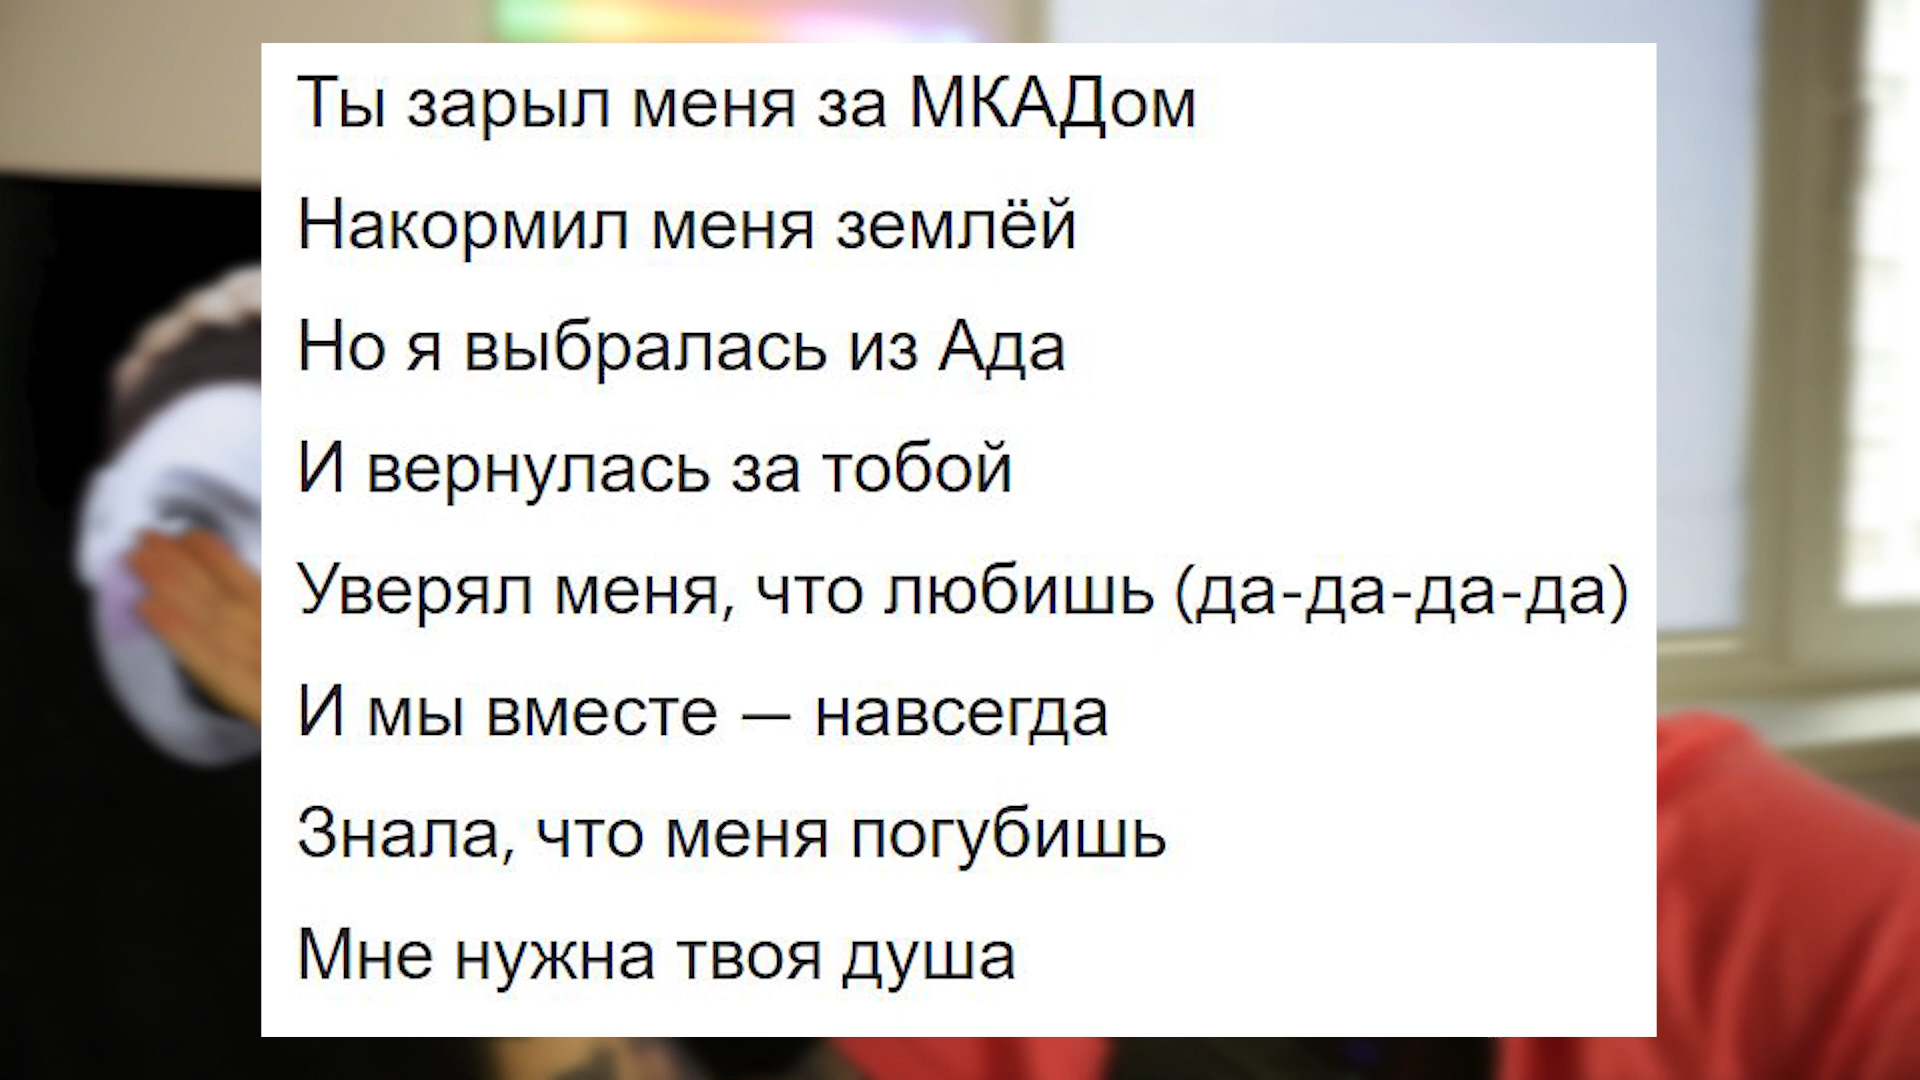 Ты зарыл меня за МКАДом
Накормил меня землёй
Но я выбралась из Ада
И вернулась за тобой
Уверял меня, что любишь (да-да-да-да)
И мы вместе — навсегда
Знала, что меня погубишь
Мне нужна твоя душа